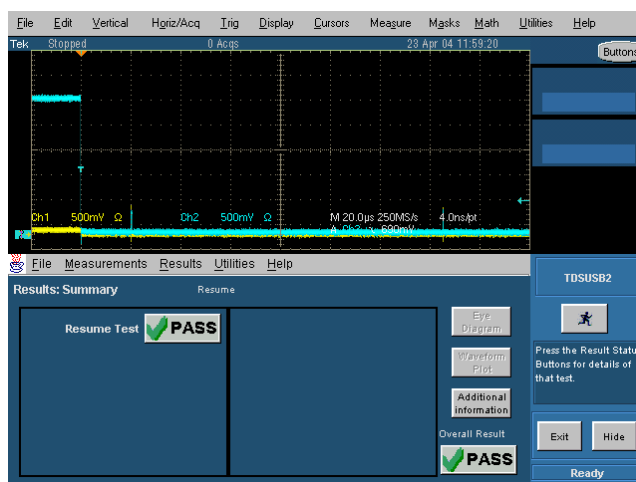 File Edit Vertical Horiz/Acq Trig Display Cursors Measure Masks Math Utilities Help
Tek Stopped 0 Acqs 23 Apr 04 11:59:20
Buttons
Ch1 500mV Ω Ch2 500mV Ω M 20.0µs 250MS/s 4.0ns/pt
File Measurements Results Utilities Help
TDSUSB2
Results: Summary Resume
Resume Test PASS
Eye
Diagram
Waveform
Plot
Press the Result Statu
Buttons for details of
that test.
Additional
information
Overall Result
PASS
Exit Hide
Ready